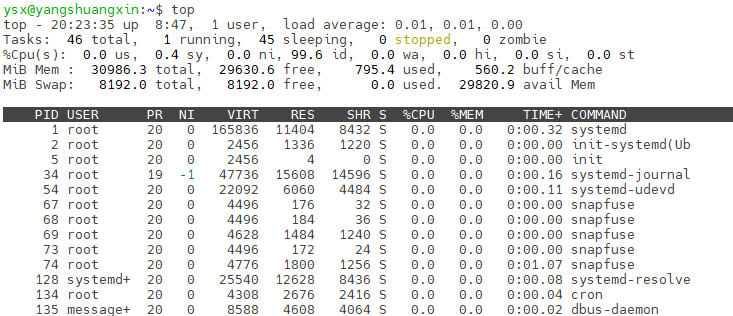 ysx@yangshuangxin:~$ top
top - 20:23:35 up  8:47,  1 user,  load average: 0.01, 0.01, 0.00
Tasks:  46 total,   1 running,  45 sleeping,   0 stopped,   0 zombie
%Cpu(s):  0.0 us,  0.4 sy,  0.0 ni, 99.6 id,  0.0 wa,  0.0 hi,  0.0 si,  0.0 st
MiB Mem :  30986.3 total,  29630.6 free,    795.4 used,    560.2 buff/cache
MiB Swap:   8192.0 total,   8192.0 free,      0.0 used.  29820.9 avail Mem
PID USER      PR  NI    VIRT    RES    SHR S  %CPU  %MEM     TIME+ COMMAND
1 root      20   0  165836  11404   8432 S   0.0   0.0   0:00.32 systemd
2 root      20   0    2456   1336   1220 S   0.0   0.0   0:00.00 init-systemd(Ub
5 root      20   0    2456      4      0 S   0.0   0.0   0:00.00 init
34 root      19  -1   47736  15608  14596 S   0.0   0.0   0:00.16 systemd-journal
54 root      20   0   22092   6060   4484 S   0.0   0.0   0:00.11 systemd-udevd
67 root      20   0    4496    176     32 S   0.0   0.0   0:00.00 snapfuse
68 root      20   0    4496    184     36 S   0.0   0.0   0:00.00 snapfuse
69 root      20   0    4628   1484   1240 S   0.0   0.0   0:00.00 snapfuse
73 root      20   0    4496    172     24 S   0.0   0.0   0:00.00 snapfuse
74 root      20   0    4776   1800   1256 S   0.0   0.0   0:01.07 snapfuse
128 systemd+  20   0   25540  12628   8436 S   0.0   0.0   0:00.08 systemd-resolve
134 root      20   0    4308   2676   2416 S   0.0   0.0   0:00.04 cron
135 message+  20   0    8588   4608   4064 S   0.0   0.0   0:00.02 dbus-daemon